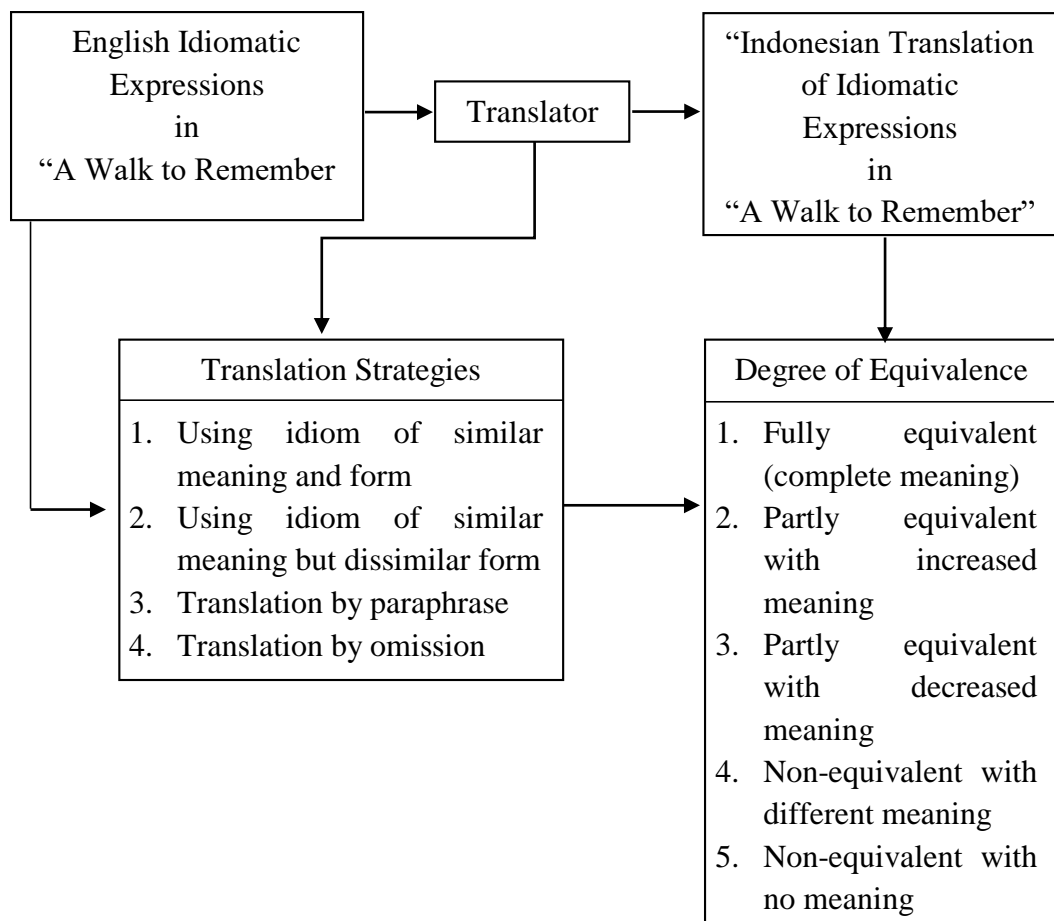 English Idiomatic
Expressions
in
“A Walk to Remember
Translator
“Indonesian Translation
of Idiomatic
Expressions
in
“A Walk to Remember”
Translation Strategies
1. Using idiom of similar
meaning and form
2. Using idiom of similar
meaning but dissimilar form
3. Translation by paraphrase
4. Translation by omission
Degree of Equivalence
1. Fully equivalent
(complete meaning)
2. Partly equivalent
with increased
meaning
3. Partly equivalent
with decreased
meaning
4. Non-equivalent with
different meaning
5. Non-equivalent with
no meaning